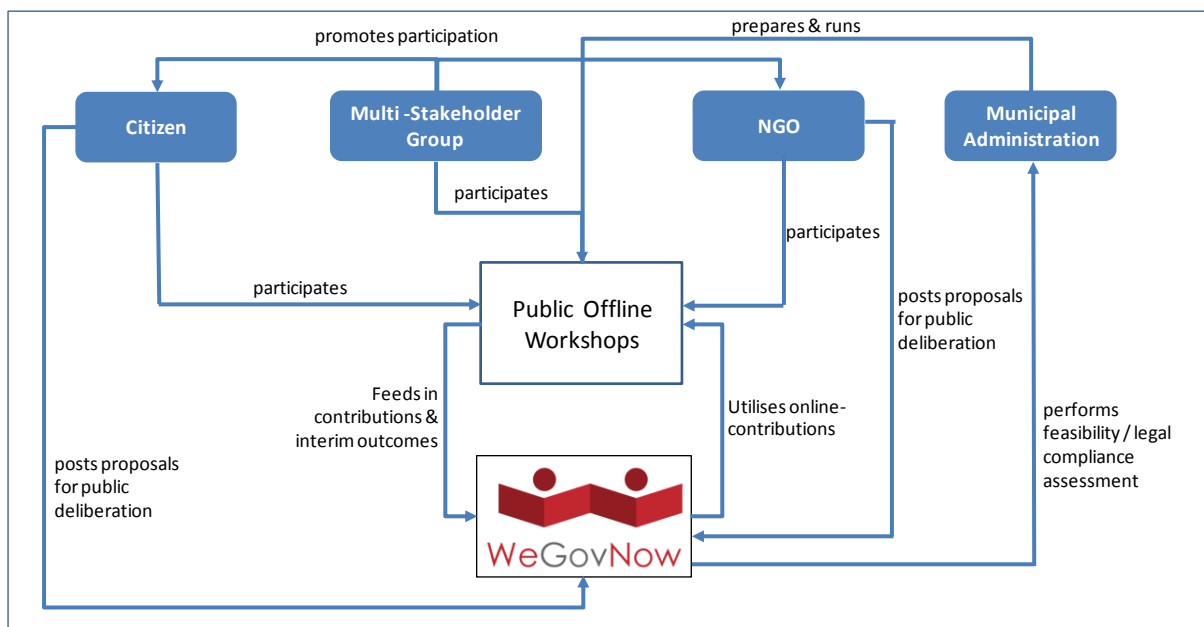 prepares & runs
promotes participation
Citizen
Multi -Stakeholder
Group
NGO
Municipal
Administration
participates
participates
participates
Public Offline
Workshops
posts proposals
for public
deliberation
Feeds in
contributions &
interim outcomes
Utilises online-
contributions
performs
feasibility / legal
compliance
assessment
posts proposals
for public
deliberation
WeGovNow